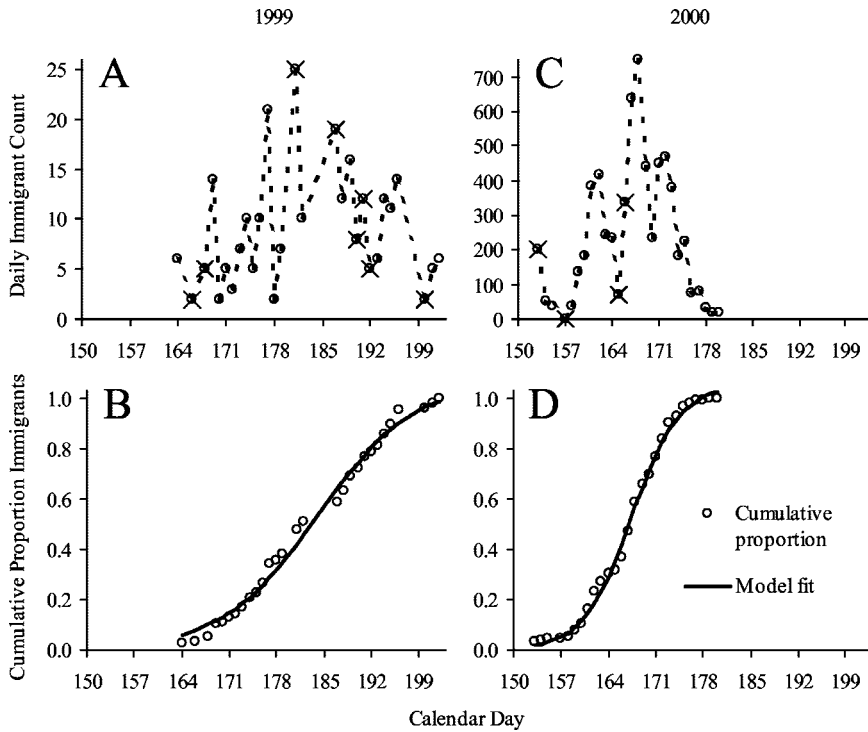 1999
2000
A
C
Daily Immigrant Count
25
20
15
10
5
0
150 157 164 171 178 185 192 199
700
600
500
400
300
200
100
0
150 157 164 171 178 185 192 199
B
D
Cumulative Proportion Immigrants
1.0
0.8
0.6
0.4
0.2
0.0
150 157 164 171 178 185 192 199
1.0
0.8
0.6
0.4
0.2
0.0
150 157 164 171 178 185 192 199
Cumulative
proportion
Model fit
Calendar Day